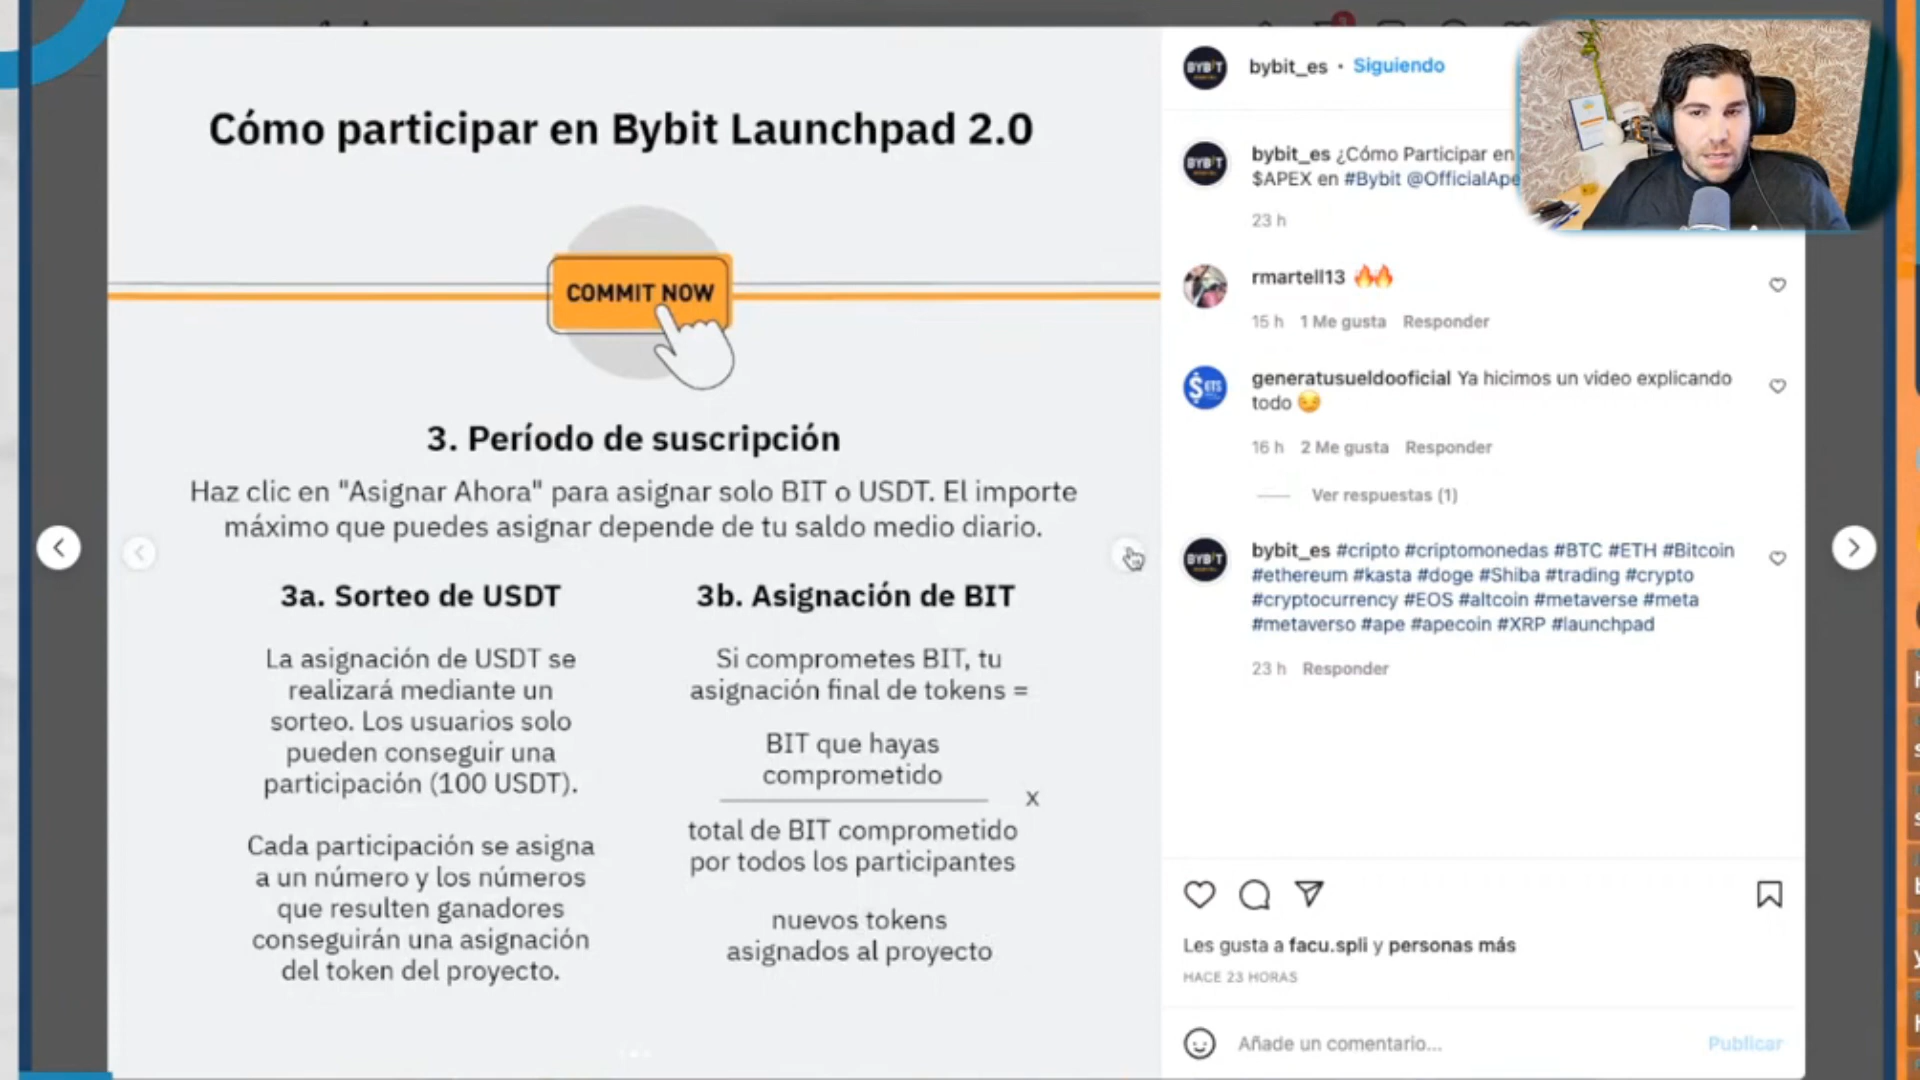 Cómo participar en Bybit Launchpad 2.0
COMMIT NOW
3. Período de suscripción
Haz clic en "Asignar Ahora" para asignar solo BIT o USDT. El importe
máximo que puedes asignar depende de tu saldo medio diario.
3a. Sorteo de USDT
La asignación de USDT se
realizará mediante un
sorteo. Los usuarios solo
pueden conseguir una
participación (100 USDT).
Cada participación se asigna
a un número y los números
que resulten ganadores
conseguirán una asignación
del token del proyecto.
3b. Asignación de BIT
Si comprometes BIT, tu
asignación final de tokens =
BIT que hayas
comprometido
x
total de BIT comprometido
por todos los participantes
nuevos tokens
asignados al proyecto
BYBIT
bybit_es • Siguiendo
BYBIT
bybit_es ¿Cómo Participar en
$APEX en #Bybit @OfficialApe
23 h
rmartell13 🔥🔥
15 h 1 Me gusta Responder
$ ETS
generatusueldooficial Ya hicimos un video explicando
todo 😏
16 h 2 Me gusta Responder
Ver respuestas (1)
BYBIT
bybit_es #cripto #criptomonedas #BTC #ETH #Bitcoin
#ethereum #kasta #doge #Shiba #trading #crypto
#cryptocurrency #EOS #altcoin #metaverse #meta
#metaverso #ape #apecoin #XRP #launchpad
23 h Responder
Les gusta a facu.spli y personas más
HACE 23 HORAS
Añade un comentario...
Publicar